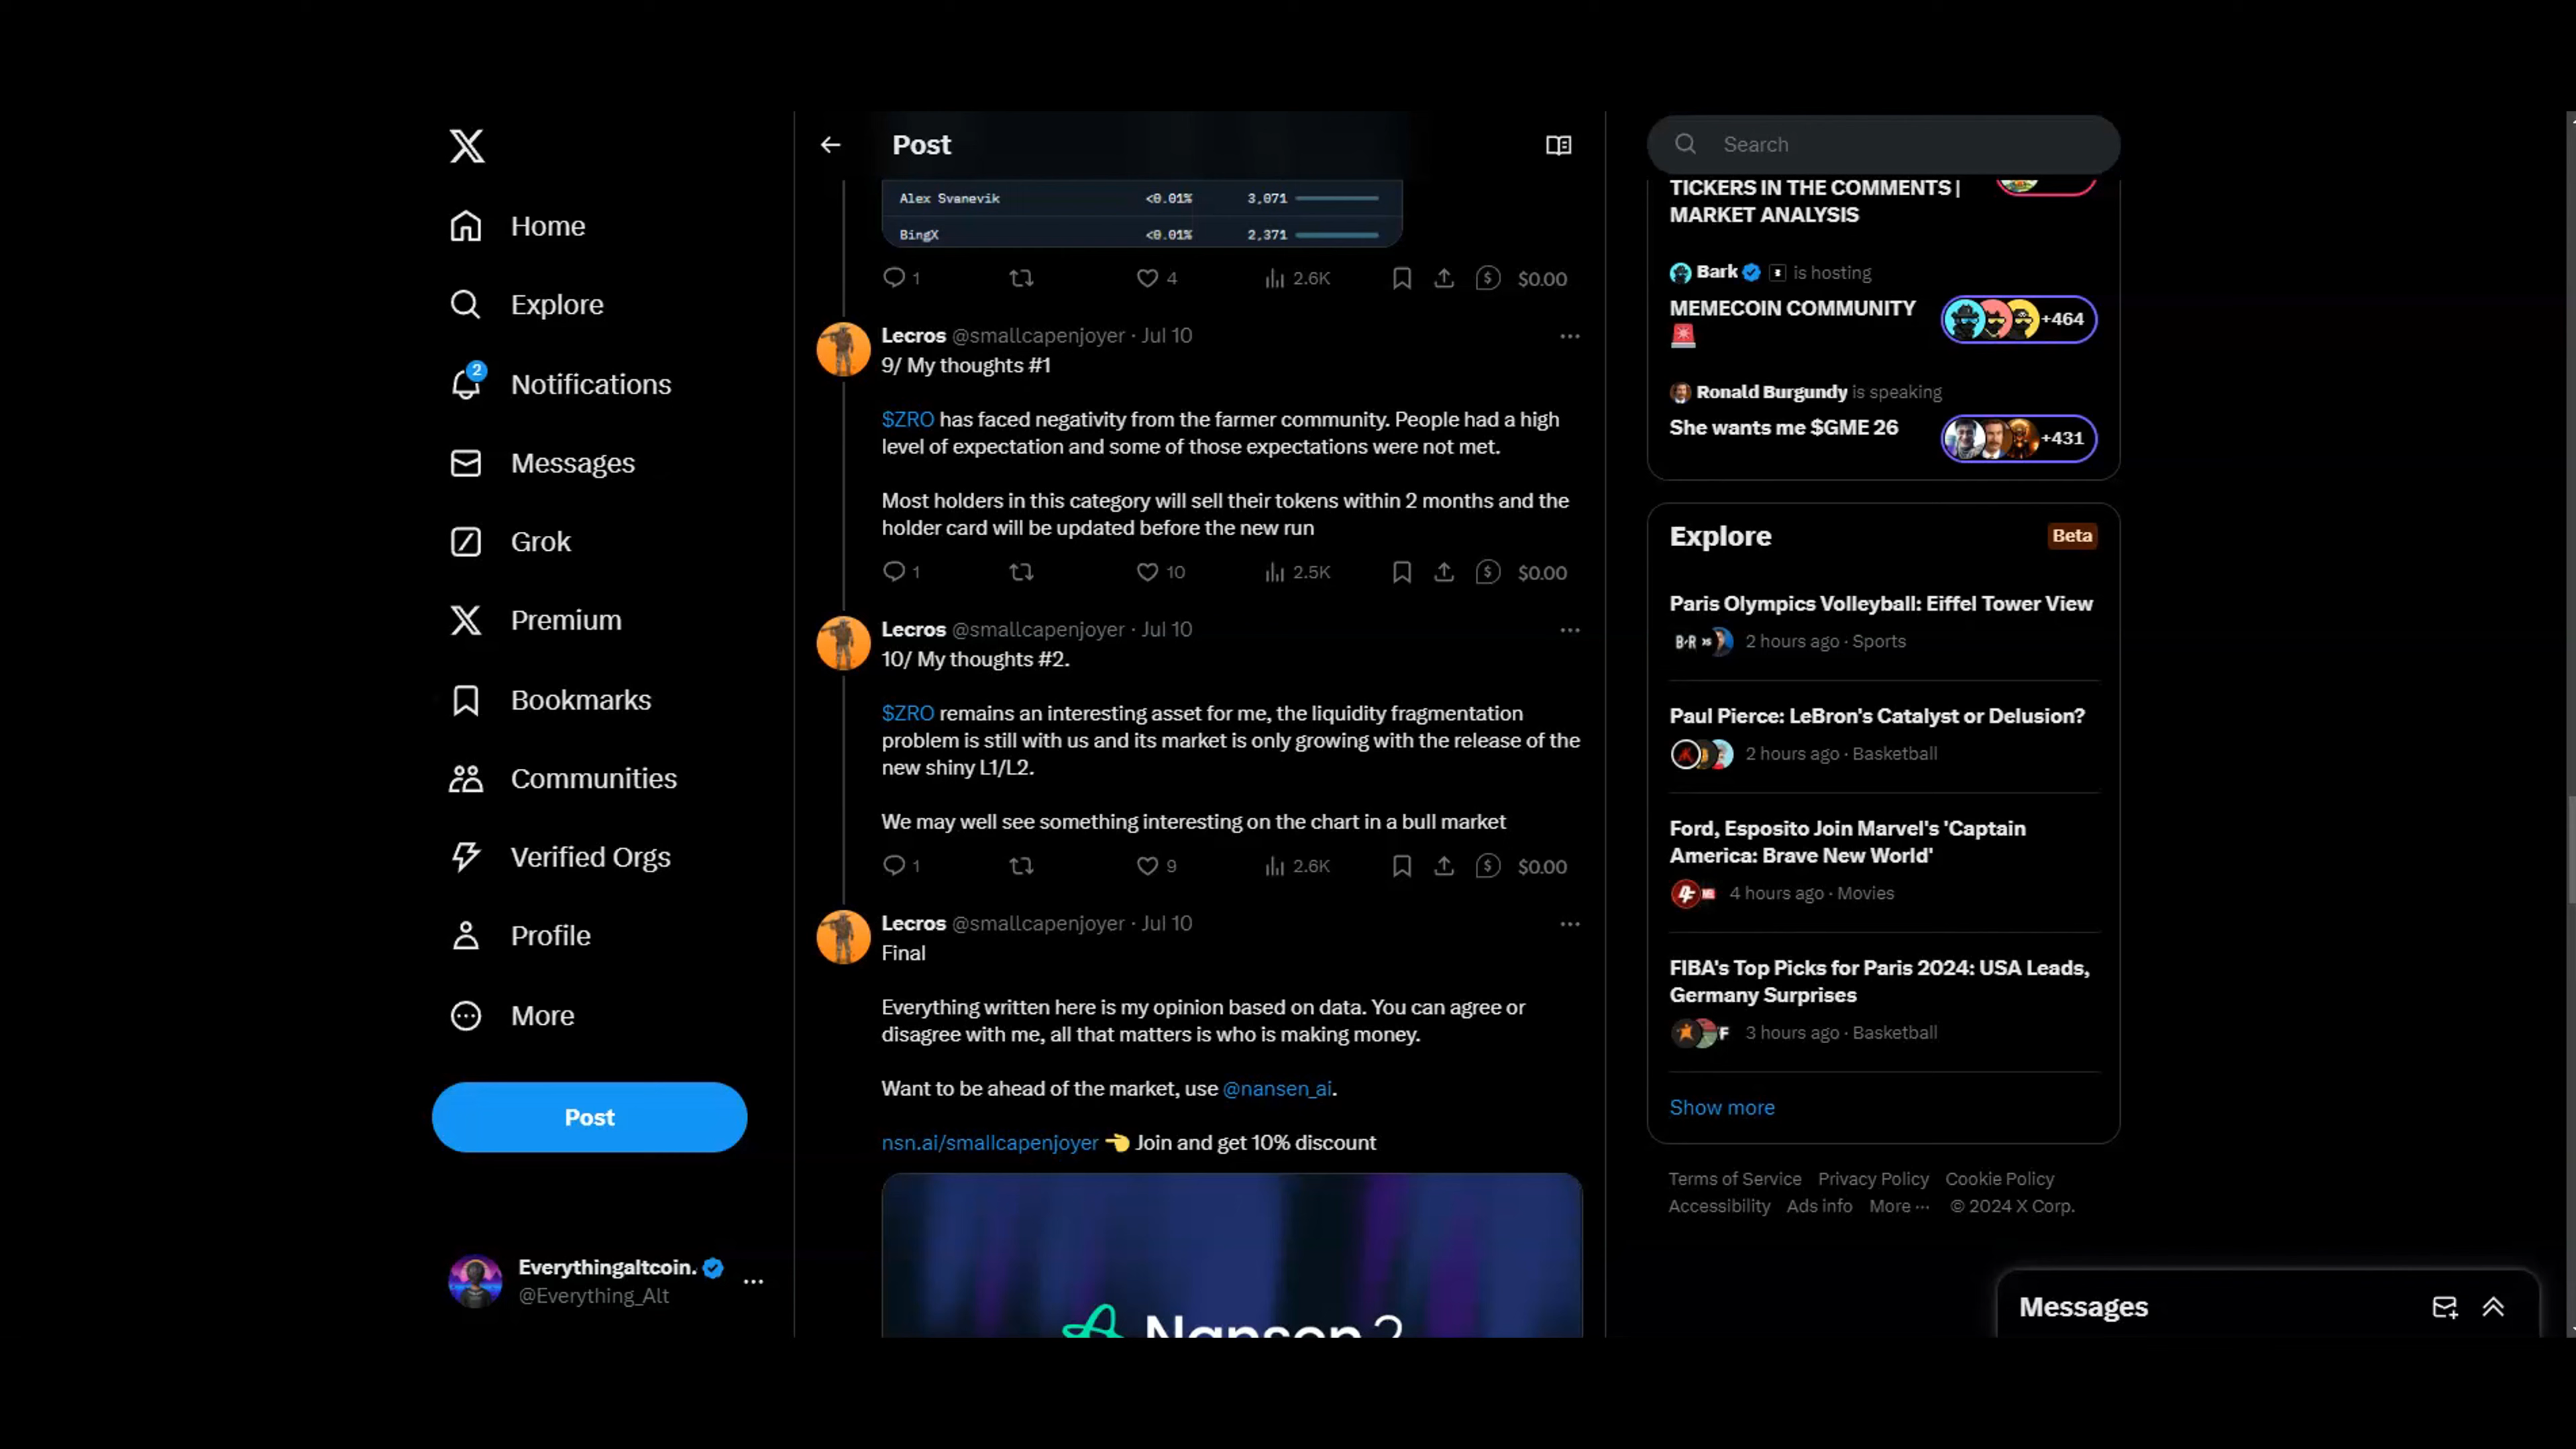 Home
Explore
2
Notifications
Messages
Grok
Premium
Bookmarks
Communities
Verified Orgs
Profile
More
Post
Everythingaltcoin.
@Everything_Alt
Post
Alex Svanevik <0.01% 3,071
BingX <0.01% 2,371
1 4 2.6K $0.00
Lecros @smallcapenjoyer · Jul 10
9/ My thoughts #1
$ZRO has faced negativity from the farmer community. People had a high
level of expectation and some of those expectations were not met.
Most holders in this category will sell their tokens within 2 months and the
holder card will be updated before the new run
1 10 2.5K $0.00
Lecros @smallcapenjoyer · Jul 10
10/ My thoughts #2.
$ZRO remains an interesting asset for me, the liquidity fragmentation
problem is still with us and its market is only growing with the release of the
new shiny L1/L2.
We may well see something interesting on the chart in a bull market
1 9 2.6K $0.00
Lecros @smallcapenjoyer · Jul 10
Final
Everything written here is my opinion based on data. You can agree or
disagree with me, all that matters is who is making money.
Want to be ahead of the market, use @nansen_ai.
nsn.ai/smallcapenjoyer 👈 Join and get 10% discount
Nansen 2
Search
TICKERS IN THE COMMENTS |
MARKET ANALYSIS
Bark is hosting
MEMECOIN COMMUNITY
🚨
+464
Ronald Burgundy is speaking
She wants me $GME 26
+431
Explore Beta
Paris Olympics Volleyball: Eiffel Tower View
2 hours ago · Sports
Paul Pierce: LeBron's Catalyst or Delusion?
2 hours ago · Basketball
Ford, Esposito Join Marvel's 'Captain
America: Brave New World'
4 hours ago · Movies
FIBA's Top Picks for Paris 2024: USA Leads,
Germany Surprises
3 hours ago · Basketball
Show more
Terms of Service Privacy Policy Cookie Policy
Accessibility Ads info More ··· © 2024 X Corp.
Messages